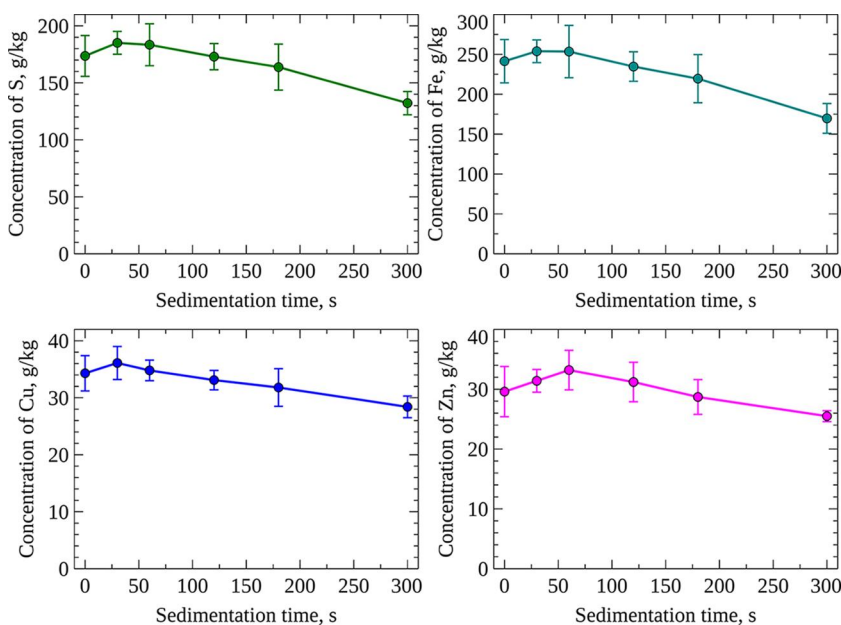 Concentration of S, g/kg
200
150
100
50
0
0 50 100 150 200 250 300
Sedimentation time, s
Concentration of Fe, g/kg
300
250
200
150
100
50
0
0 50 100 150 200 250 300
Sedimentation time, s
Concentration of Cu, g/kg
40
30
20
10
0
0 50 100 150 200 250 300
Sedimentation time, s
Concentration of Zn, g/kg
40
30
20
10
0
0 50 100 150 200 250 300
Sedimentation time, s